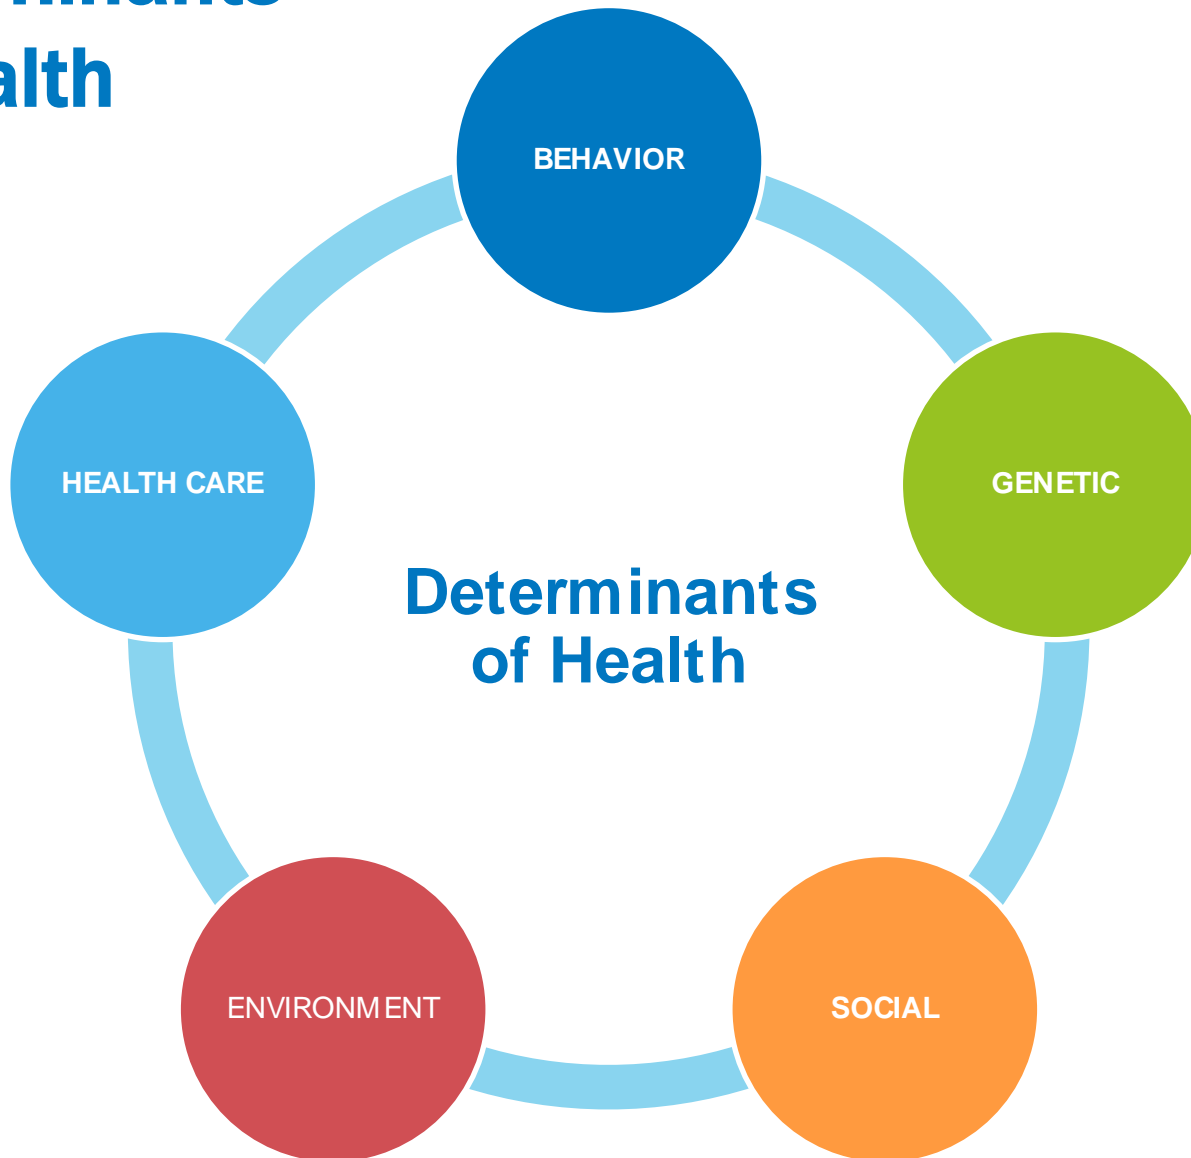 alth
BEHAVIOR
HEALTH CARE
GENETIC
Determinants
of Health
ENVIRONMENT
SOCIAL